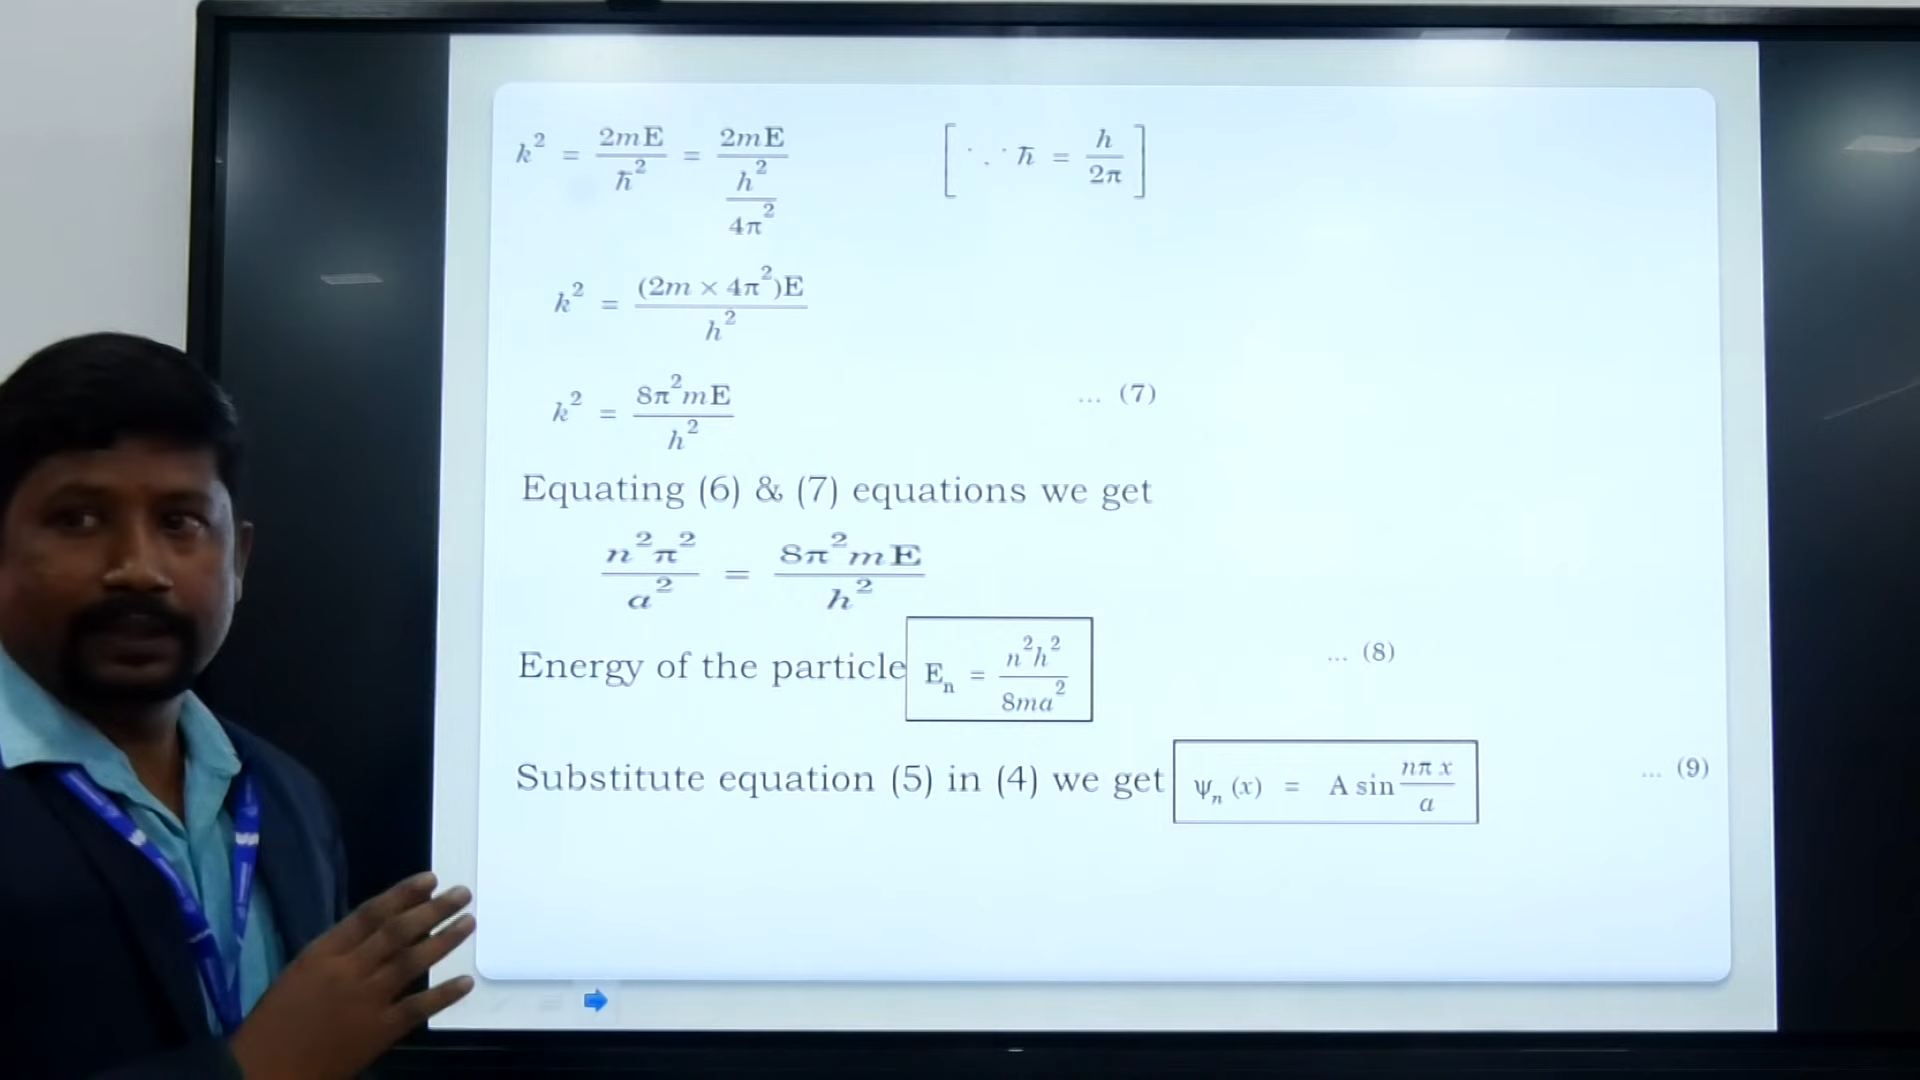 k² = 2mE/ħ² = 2mE/(h²/4π²) [∵ ħ = h/2π]
k² = (2m × 4π²)E/h²
k² = 8π²mE/h² ... (7)
Equating (6) & (7) equations we get
n²π²/a² = 8π²mE/h²
Energy of the particle Eₙ = n²h²/8ma² ... (8)
Substitute equation (5) in (4) we get ψₙ (x) = A sin nπx/a ... (9)